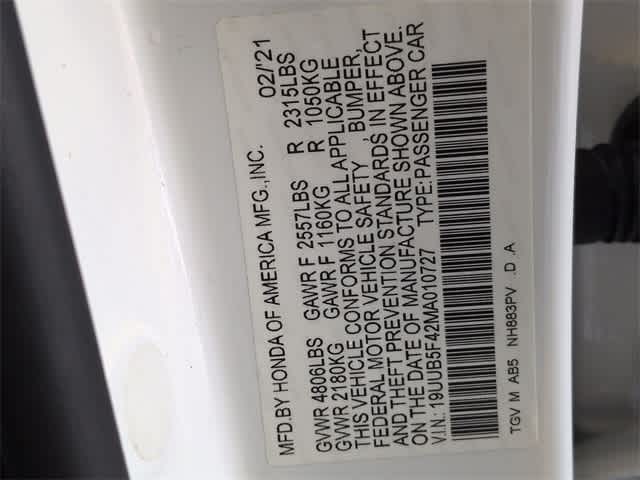 MFD.BY HONDA OF AMERICA MFG.,INC. 02/'21
GVWR 4806LBS GAWR F 2557LBS R 2315LBS
GVWR 2180KG GAWR F 1160KG R 1050KG
THIS VEHICLE CONFORMS TO ALL APPLICABLE
FEDERAL MOTOR VEHICLE SAFETY , BUMPER,
AND THEFT PREVENTION STANDARDS IN EFFECT
ON THE DATE OF MANUFACTURE SHOWN ABOVE.
V.I.N.: 19UUB5F42MA010727 TYPE:PASSENGER CAR
TGV M AB5 NH883PV .D .A